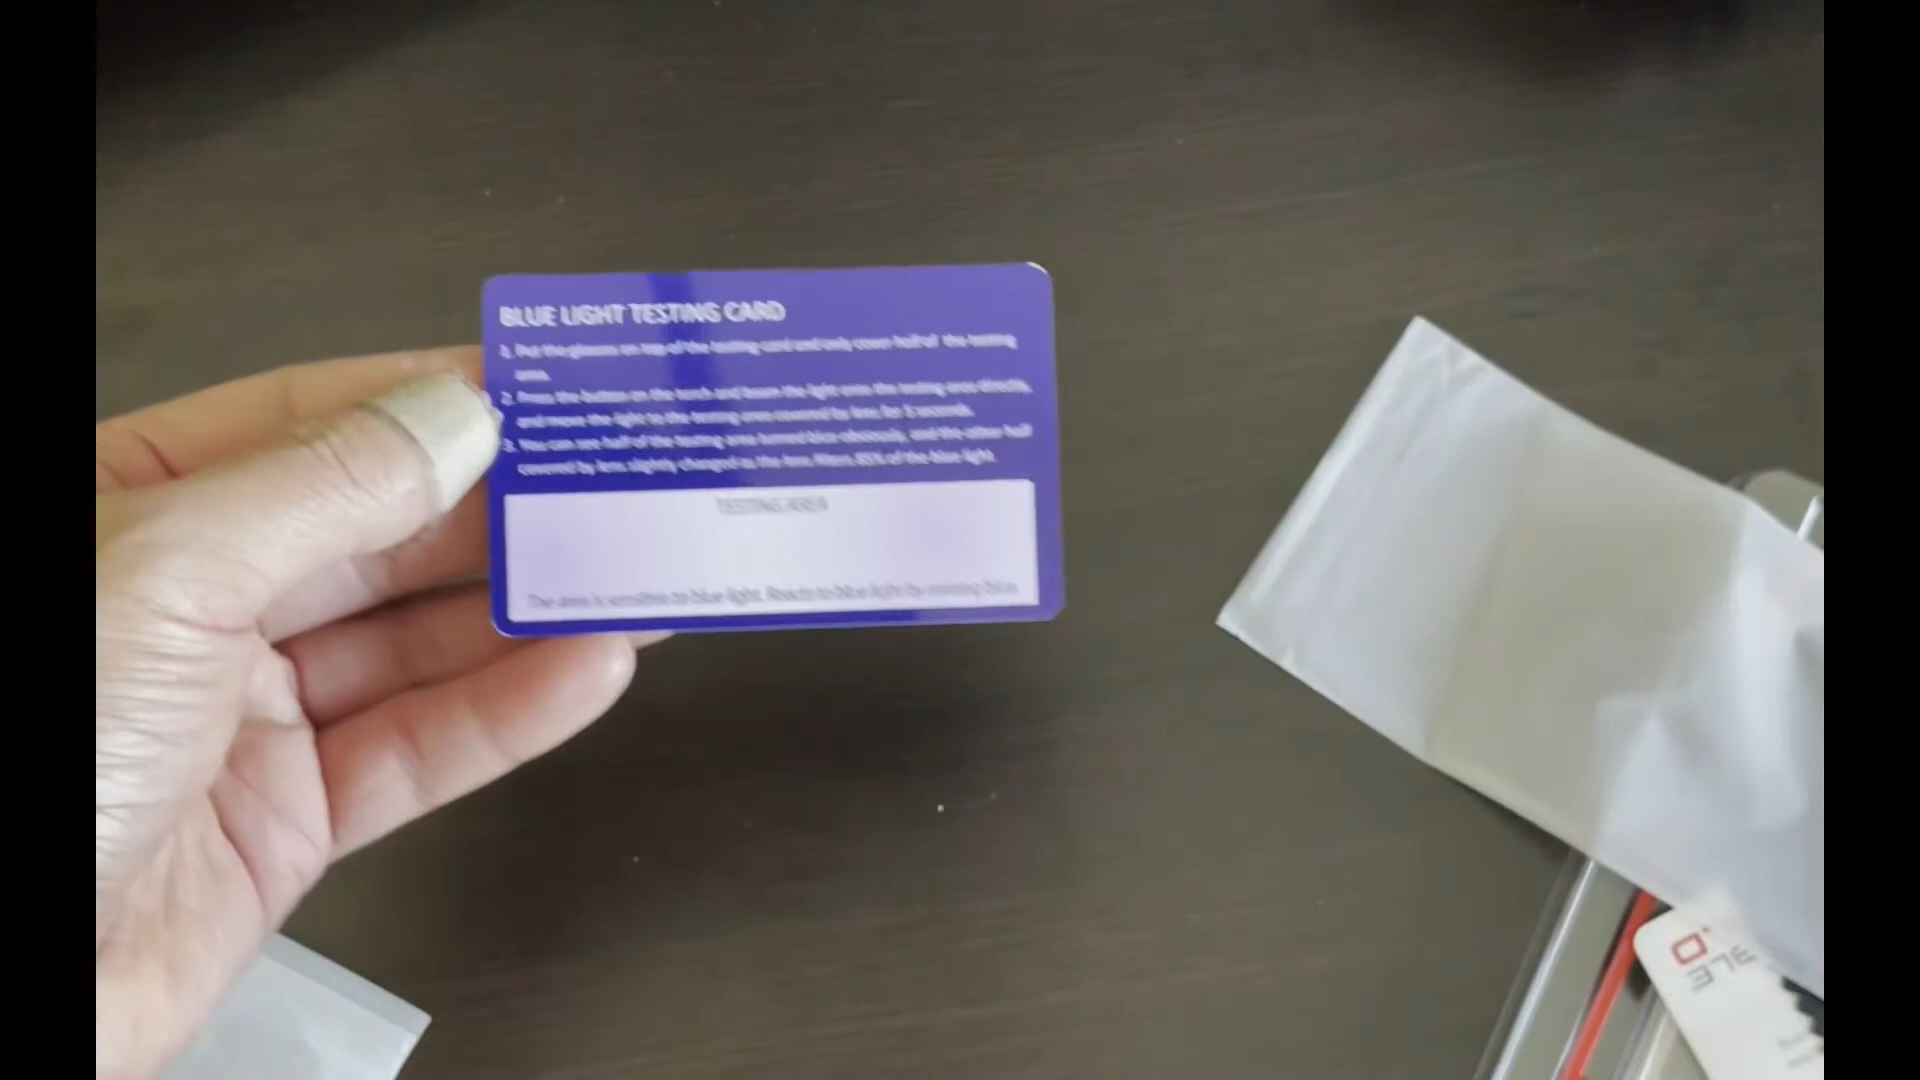 BLUE LIGHT TESTING CARD
1. Put the glasses on top of the testing card and only cover half of the testing
area.
2. Press the button on the torch and beam the light onto the testing area directly,
and move the light to the testing area covered by lens for 5 seconds.
3. You can see half of the testing area turned blue obviously, and the other half
covered by lens slightly changed as the lens filters 85% of the blue light.
TESTING AREA
The area is sensitive to blue light. Reacts to blue light by turning blue